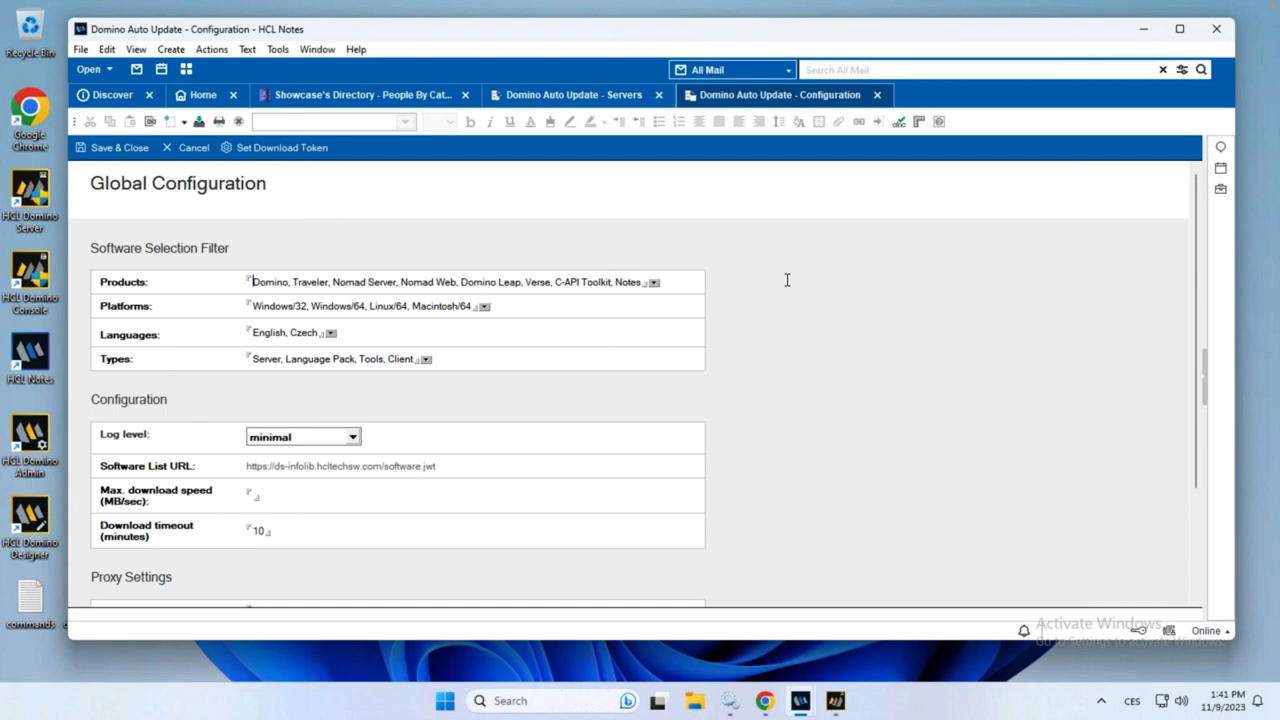 Recycle Bin
Google
Chrome
HCL Domino
Server
HCL Domino
Console
HCL Notes
HCL Domino
Admin
HCL Domino
Designer
commands
Domino Auto Update - Configuration - HCL Notes
File Edit View Create Actions Text Tools Window Help
Open All Mail Search All Mail
Discover Home Showcase's Directory - People By Cat... Domino Auto Update - Servers Domino Auto Update - Configuration
Save & Close Cancel Set Download Token
Global Configuration
Software Selection Filter
Products: Domino, Traveler, Nomad Server, Nomad Web, Domino Leap, Verse, C-API Toolkit, Notes
Platforms: Windows/32, Windows/64, Linux/64, Macintosh/64
Languages: English, Czech
Types: Server, Language Pack, Tools, Client
Configuration
Log level: minimal
Software List URL: https://ds-infolib.hcltechsw.com/software.jwt
Max. download speed
(MB/sec):
Download timeout
(minutes) 10
Proxy Settings
Activate Windows
Go to Settings to activate Windows.
Online
Search
CES
1:41 PM
11/9/2023